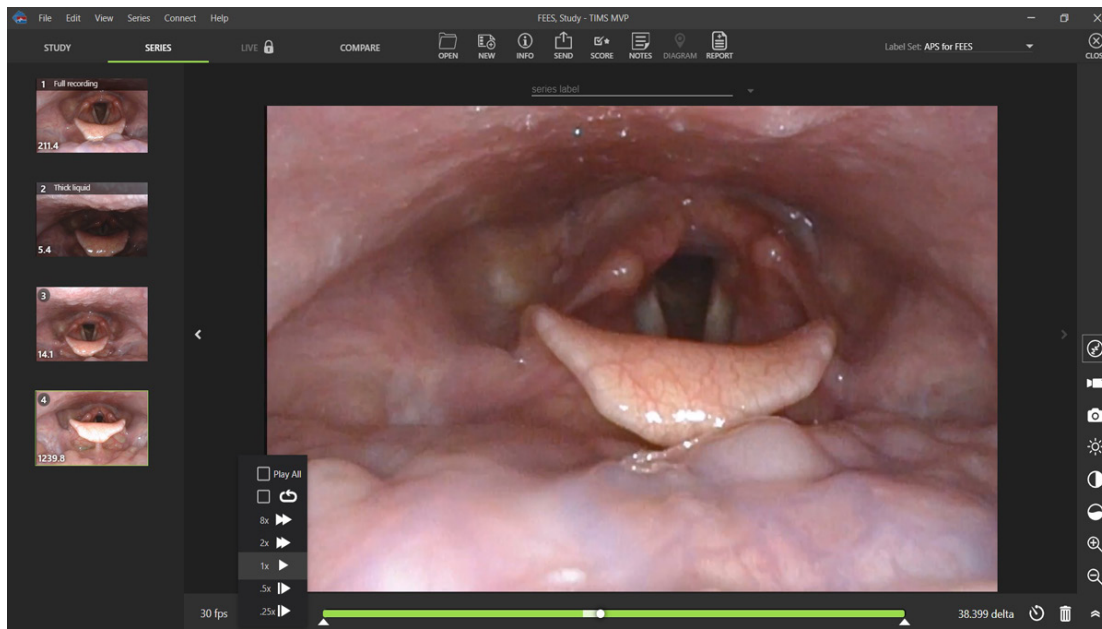 File Edit View Series Connect Help FEES, Study - TIMS MVP
STUDY SERIES LIVE COMPARE OPEN NEW INFO SEND SCORE NOTES DIAGRAM REPORT Label Set: APS for FEES CLOS
series label
1 Full recording
211.4
2 Thick liquid
5.4
3
14.1
4
1239.8
Play All
8x
2x
1x
.5x
.25x
30 fps 38.399 delta